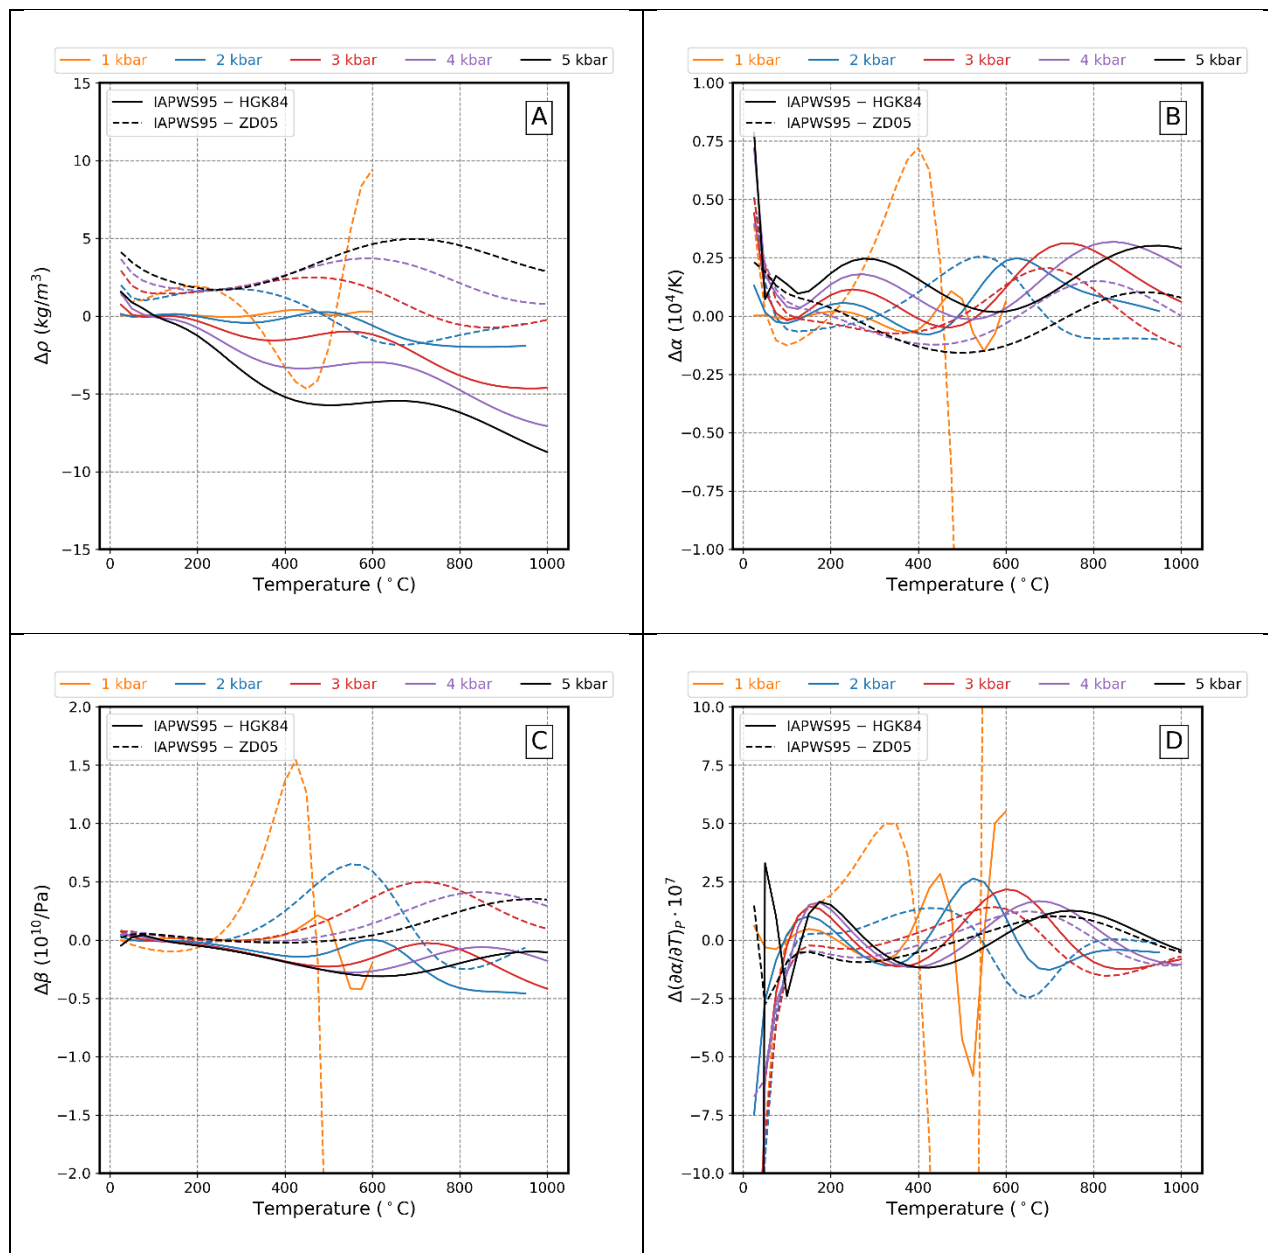 1 kbar 2 kbar 3 kbar 4 kbar 5 kbar
IAPWS95 − HGK84
IAPWS95 − ZD05
A
15
10
5
0
−5
−10
−15
Δρ (kg/m³)
0 200 400 600 800 1000
Temperature (°C)
1 kbar 2 kbar 3 kbar 4 kbar 5 kbar
IAPWS95 − HGK84
IAPWS95 − ZD05
B
1.00
0.75
0.50
0.25
0.00
−0.25
−0.50
−0.75
−1.00
Δα (10⁴/K)
0 200 400 600 800 1000
Temperature (°C)
1 kbar 2 kbar 3 kbar 4 kbar 5 kbar
IAPWS95 − HGK84
IAPWS95 − ZD05
C
2.0
1.5
1.0
0.5
0.0
−0.5
−1.0
−1.5
−2.0
Δβ (10¹⁰/Pa)
0 200 400 600 800 1000
Temperature (°C)
1 kbar 2 kbar 3 kbar 4 kbar 5 kbar
IAPWS95 − HGK84
IAPWS95 − ZD05
D
10.0
7.5
5.0
2.5
0.0
−2.5
−5.0
−7.5
−10.0
Δ(∂α/∂T)ₚ · 10⁷
0 200 400 600 800 1000
Temperature (°C)